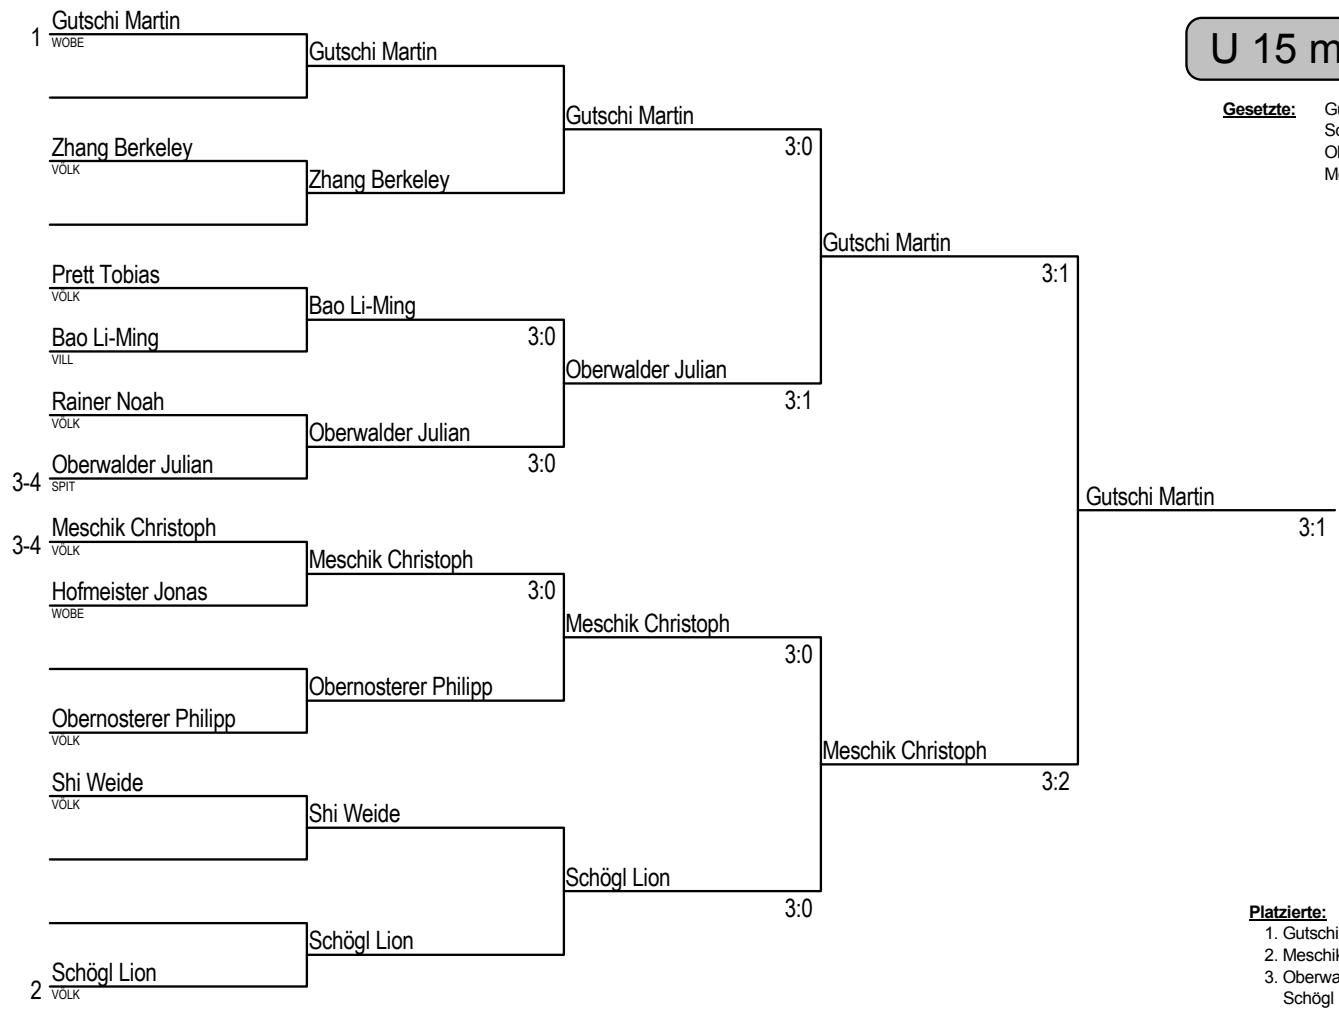 Gutschi Martin
1 WOBE
Gutschi Martin
U 15 m
Gesetzte:
Gutschi Martin
3:0
Zhang Berkeley
VÖLK
Zhang Berkeley
Gutschi Martin
3:1
Prett Tobias
VÖLK
Bao Li-Ming
3:0
Bao Li-Ming
VILL
Oberwalder Julian
3:1
Rainer Noah
VÖLK
Oberwalder Julian
3:0
Oberwalder Julian
3-4 SPIT
Gutschi Martin
3:1
Meschik Christoph
3-4 VÖLK
Meschik Christoph
3:0
Hofmeister Jonas
WOBE
Meschik Christoph
3:0
Obernosterer Philipp
Obernosterer Philipp
VÖLK
Meschik Christoph
3:2
Shi Weide
VÖLK
Shi Weide
Schögl Lion
3:0
Schögl Lion
Schögl Lion
2 VÖLK
Platzierte:
1. Gutschi
2. Meschik
3. Oberwa
Schögl